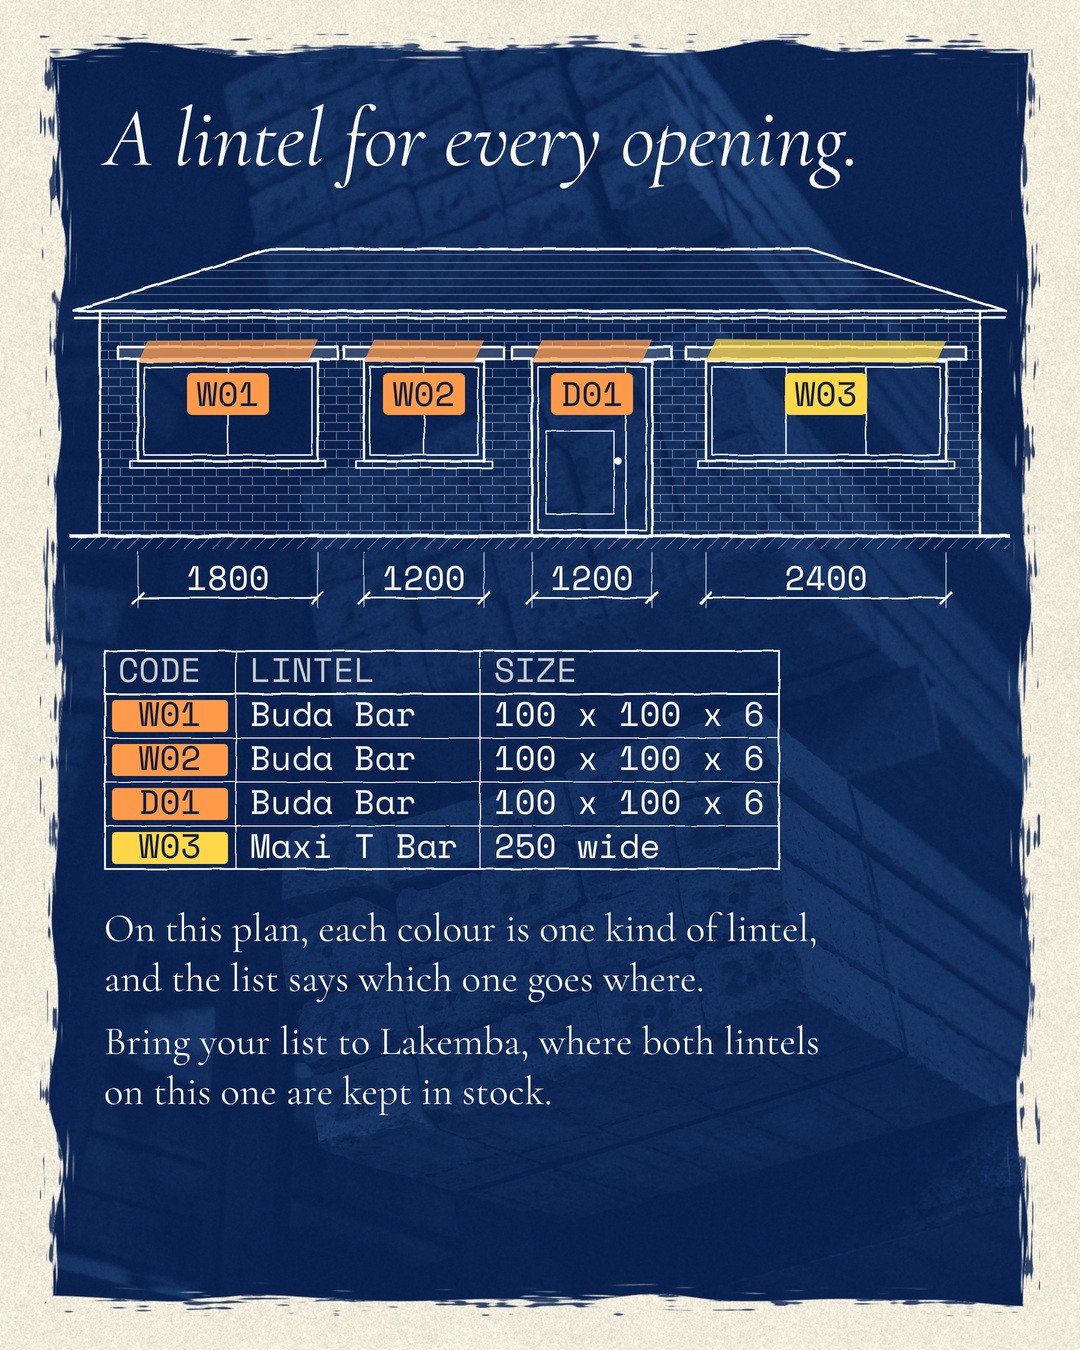 A lintel for every opening.
W01 W02 D01 W03
1800 1200 1200 2400
CODE LINTEL SIZE
W01 Buda Bar 100 x 100 x 6
W02 Buda Bar 100 x 100 x 6
D01 Buda Bar 100 x 100 x 6
W03 Maxi T Bar 250 wide
On this plan, each colour is one kind of lintel,
and the list says which one goes where.
Bring your list to Lakemba, where both lintels
on this one are kept in stock.